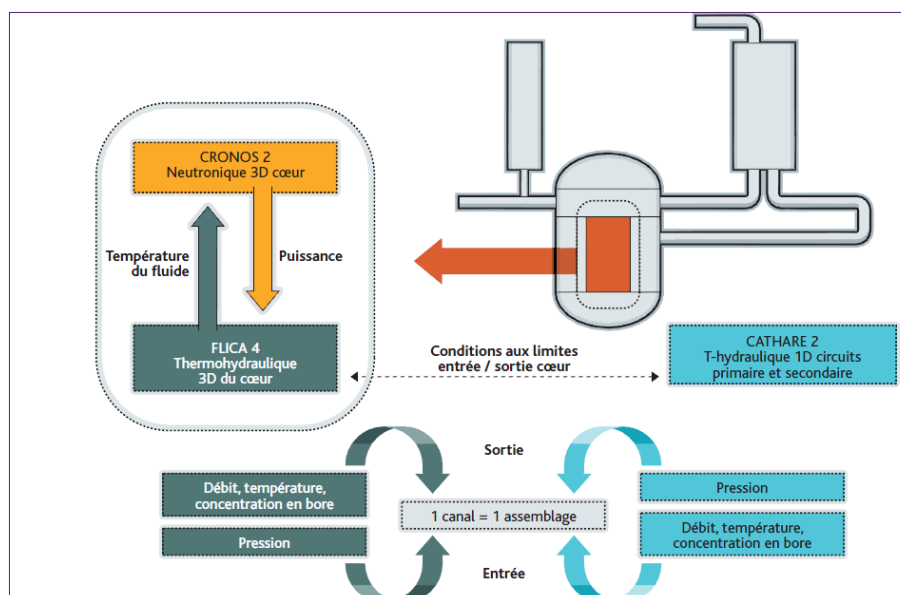 CRONOS 2
Neutronique 3D cœur
Température
du fluide
Puissance
FLICA 4
Thermohydraulique
3D du cœur
Conditions aux limites
entrée / sortie cœur
CATHARE 2
T-hydraulique 1D circuits
primaire et secondaire
Sortie
Débit, température,
concentration en bore
Pression
1 canal = 1 assemblage
Pression
Débit, température,
concentration en bore
Entrée